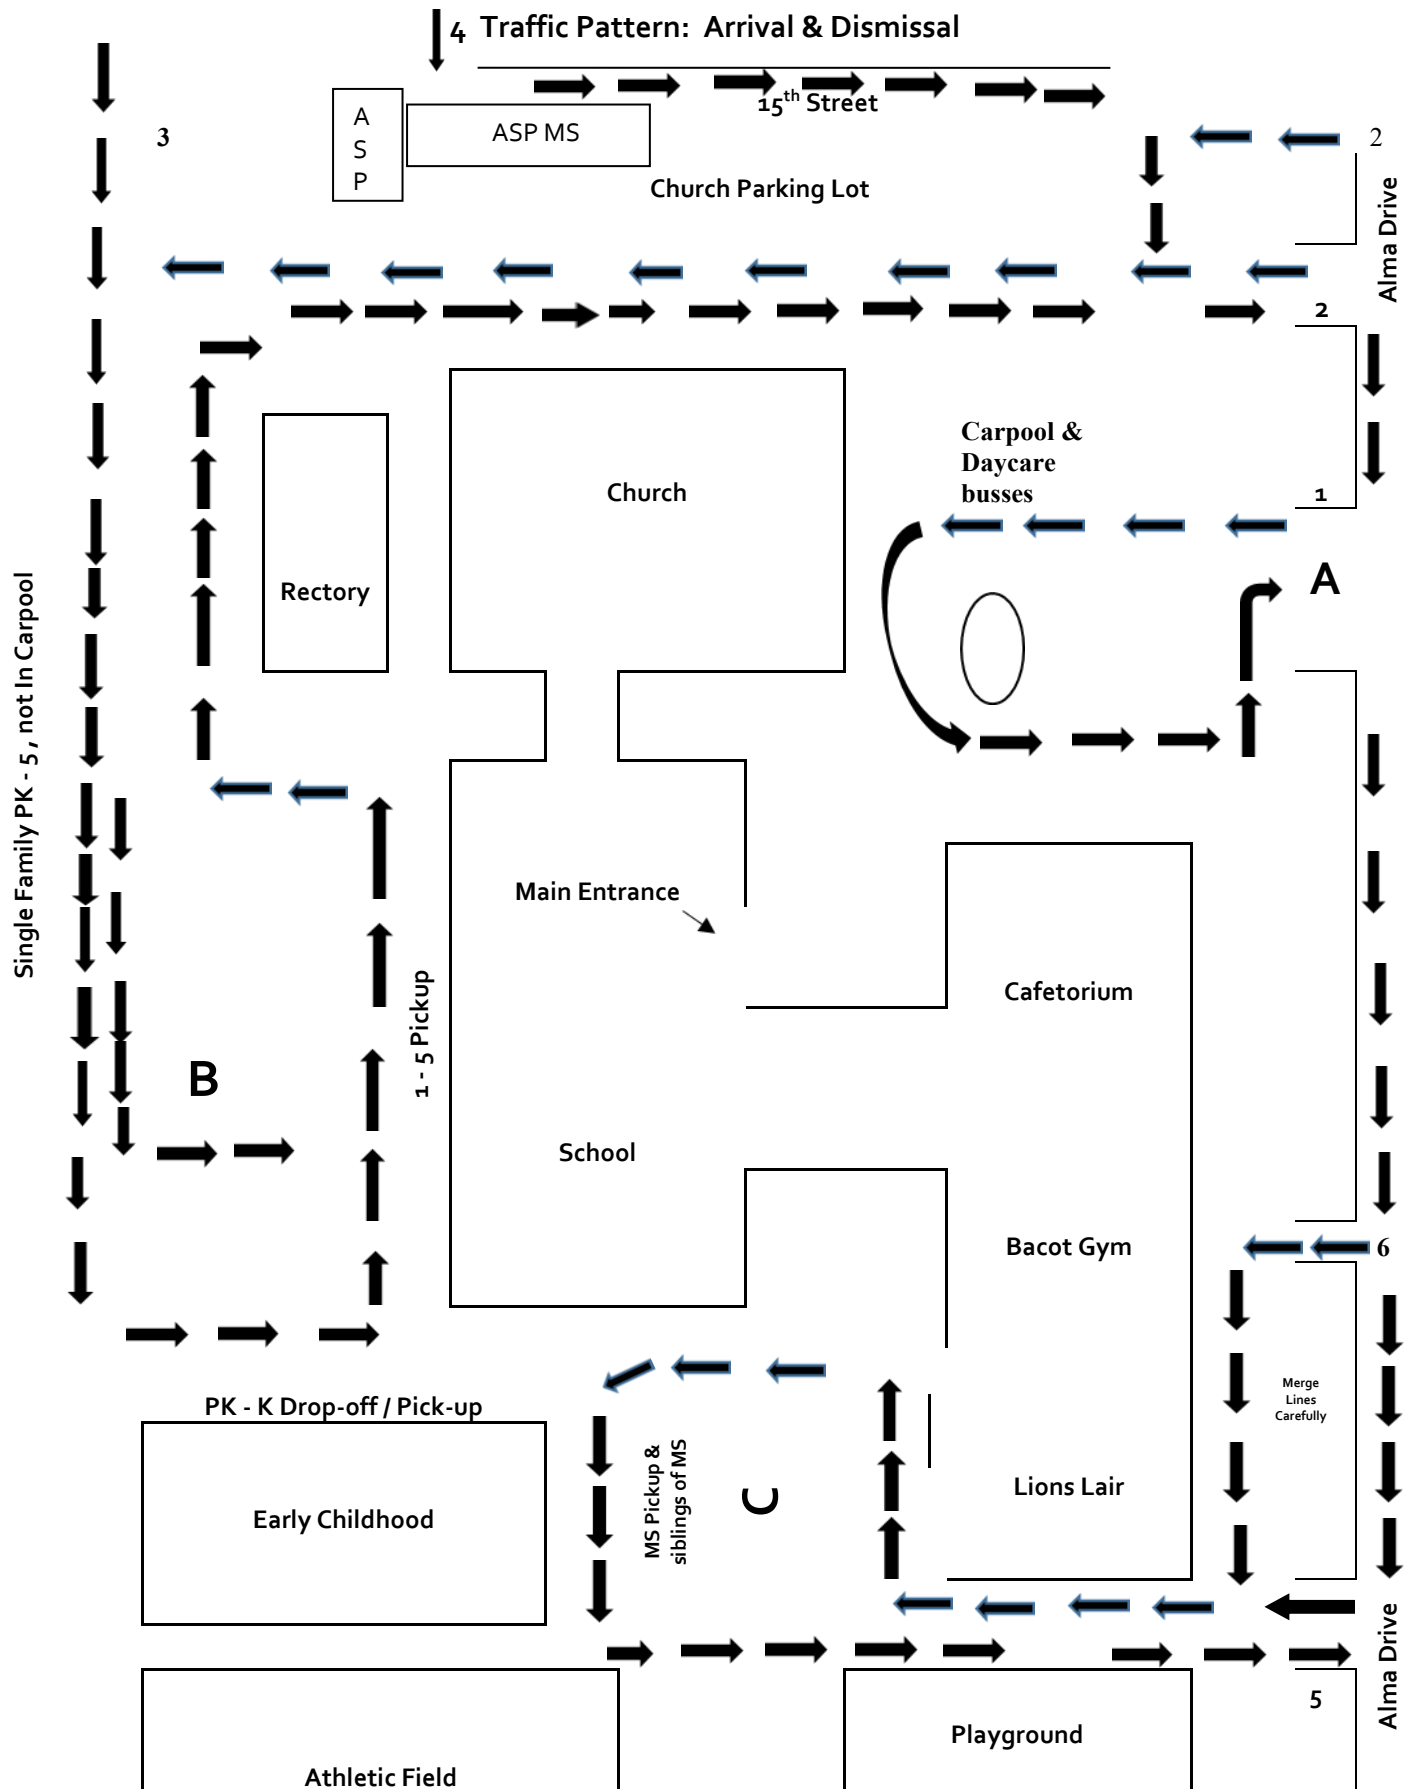 4 Traffic Pattern: Arrival & Dismissal
15th Street
A
S
P
ASP MS
3
2
Church Parking Lot
Alma Drive
2
Carpool &
Daycare
busses
1
Church
A
Rectory
Single Family PK - 5, not In Carpool
Main Entrance
1 - 5 Pickup
Cafetorium
B
School
Bacot Gym
6
Merge
Lines
Carefully
PK - K Drop-off / Pick-up
MS Pickup &
siblings of MS
C
Lions Lair
Early Childhood
Alma Drive
5
Playground
Athletic Field